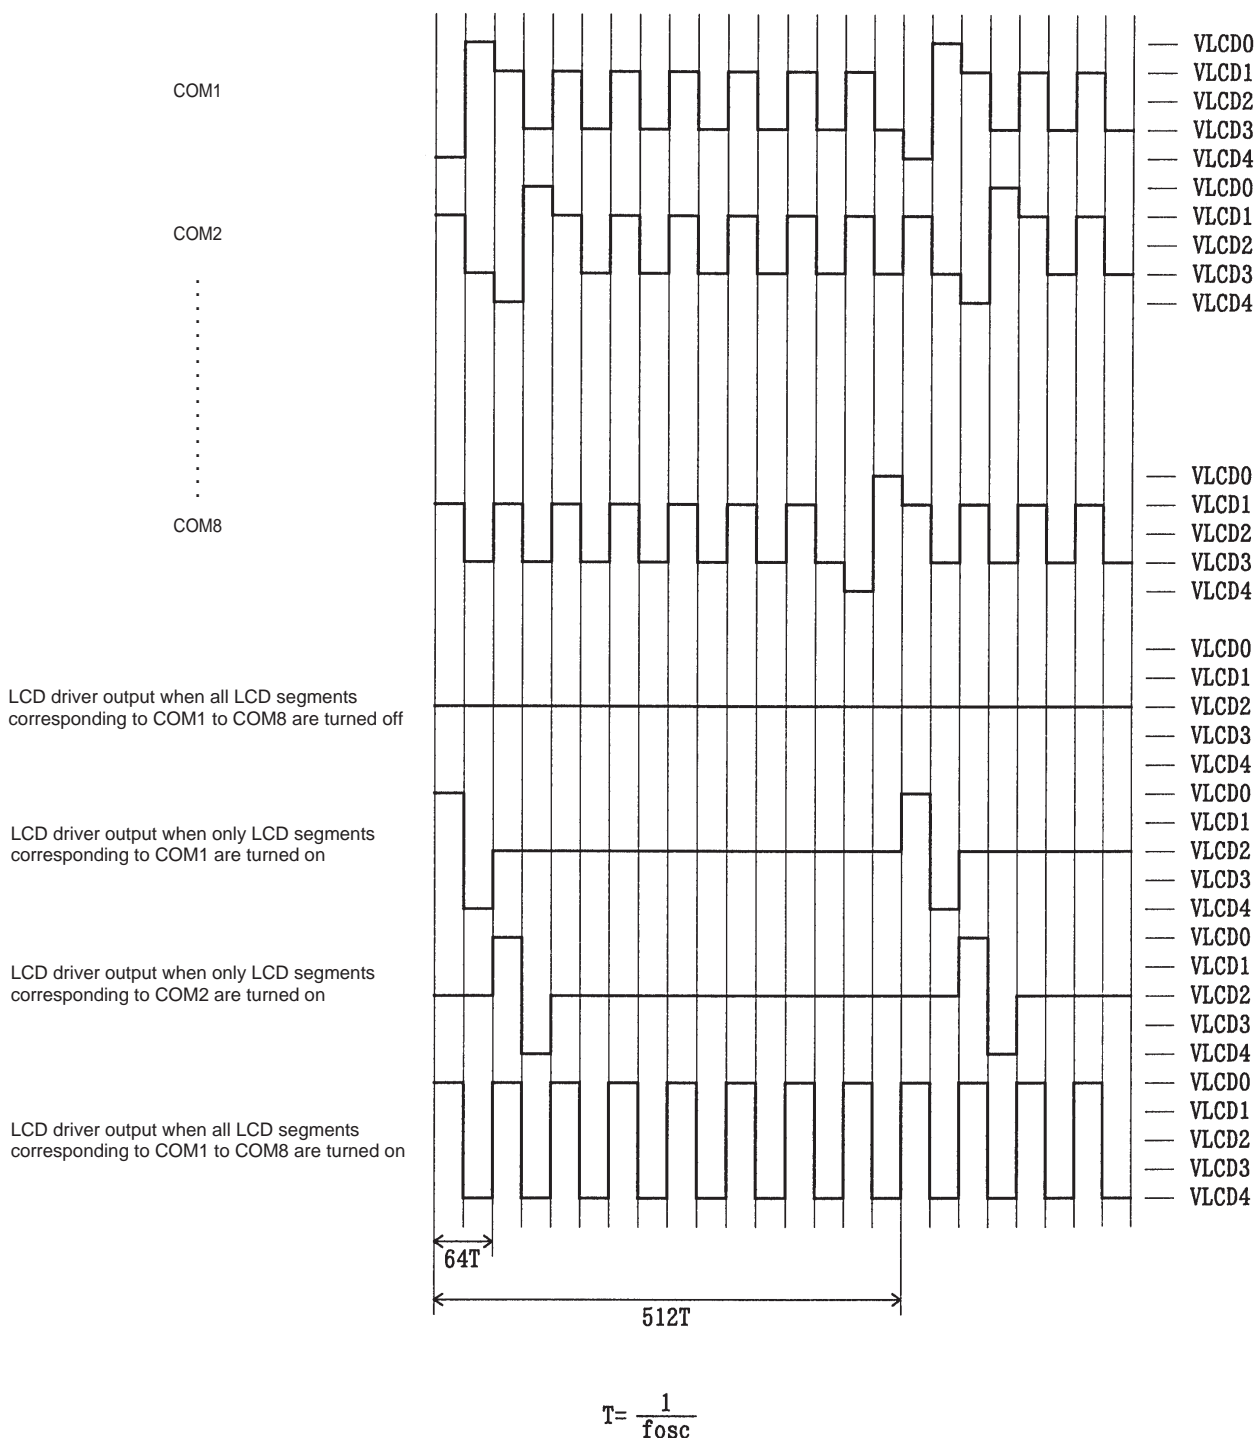 COM1
VLCD0
VLCD1
VLCD2
VLCD3
VLCD4
COM2
VLCD0
VLCD1
VLCD2
VLCD3
VLCD4
COM8
VLCD0
VLCD1
VLCD2
VLCD3
VLCD4
LCD driver output when all LCD segments
corresponding to COM1 to COM8 are turned off
VLCD0
VLCD1
VLCD2
VLCD3
VLCD4
LCD driver output when only LCD segments
corresponding to COM1 are turned on
VLCD0
VLCD1
VLCD2
VLCD3
VLCD4
LCD driver output when only LCD segments
corresponding to COM2 are turned on
VLCD0
VLCD1
VLCD2
VLCD3
VLCD4
LCD driver output when all LCD segments
corresponding to COM1 to COM8 are turned on
VLCD0
VLCD1
VLCD2
VLCD3
VLCD4
64T
512T
T= 1
fosc